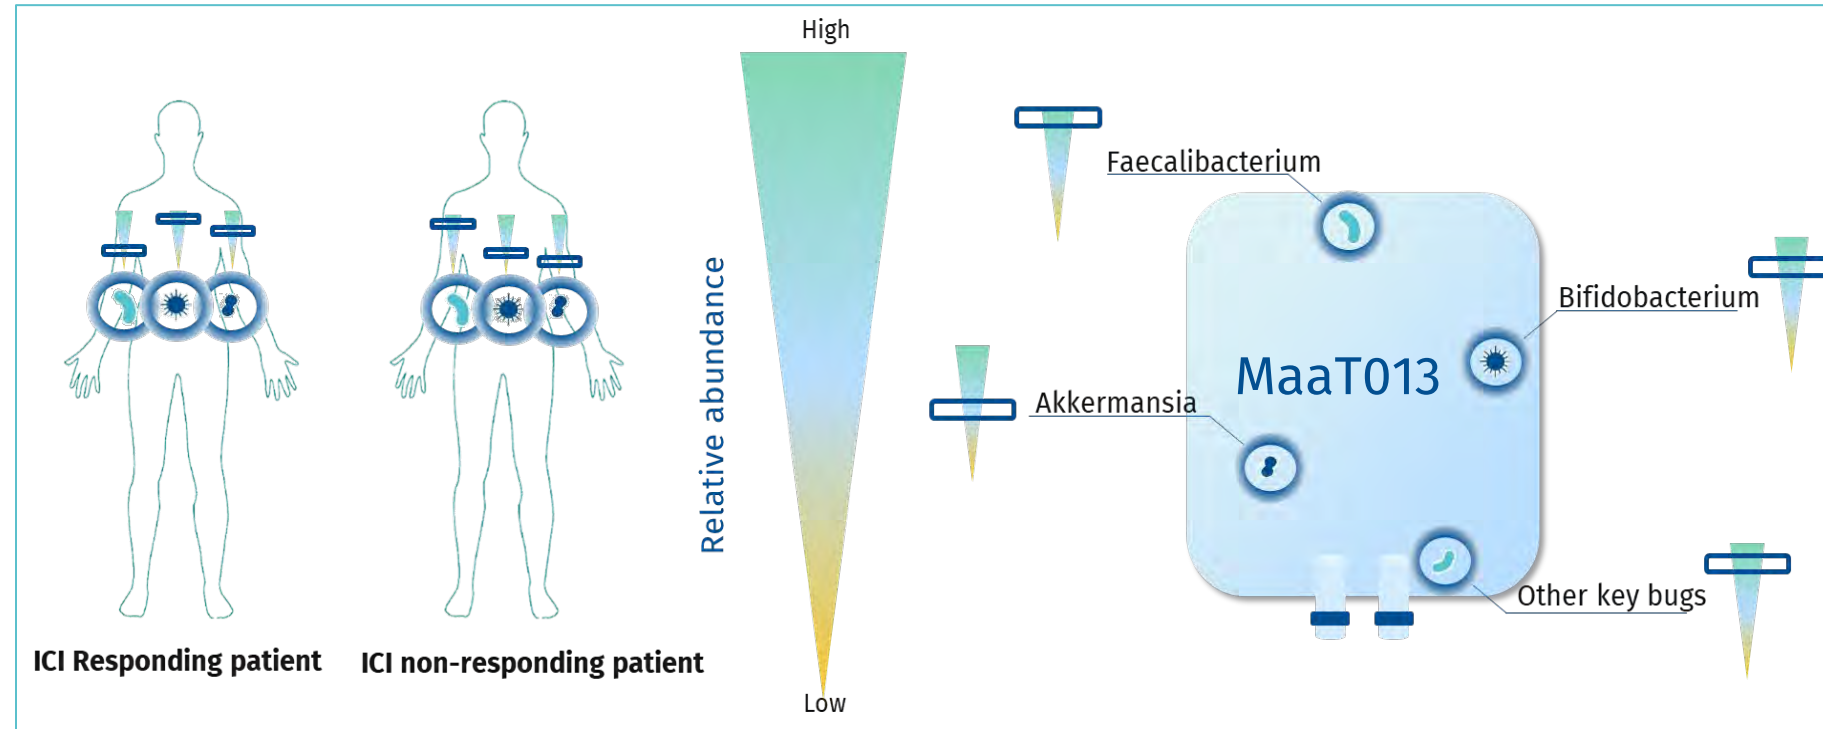 High
Faecalibacterium
Bifidobacterium
Relative abundance
MaaT013
Akkermansia
Other key bugs
ICI Responding patient
ICI non-responding patient
Low